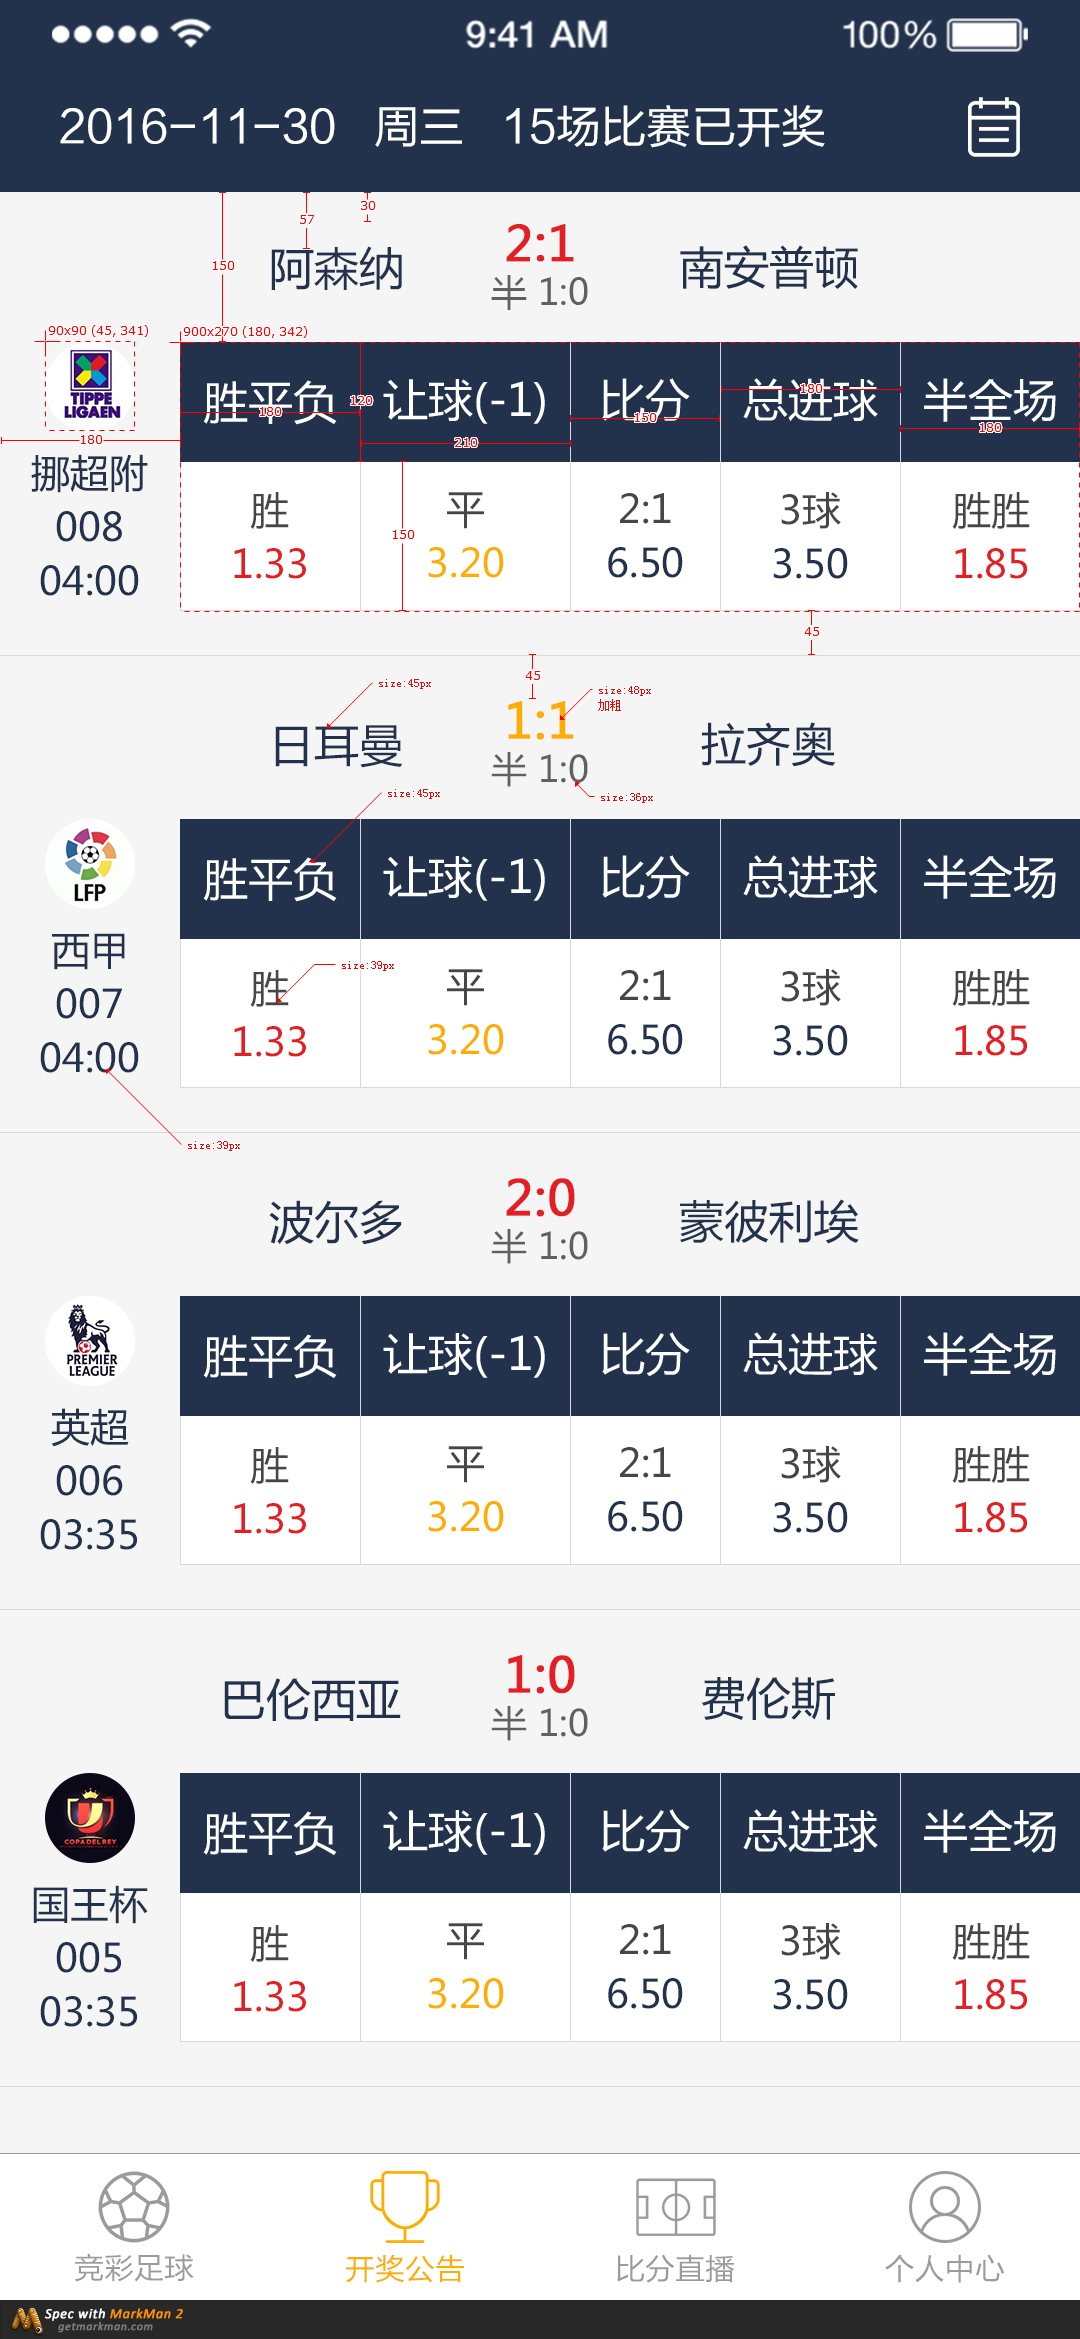 9:41 AM 100%
2016-11-30 周三 15场比赛已开奖
30
57
150
阿森纳 2:1 南安普顿
半 1:0
90x90 (45, 341) 900x270 (180, 342)
TIPPE
LIGAEN
胜平负 让球(-1) 比分 总进球 半全场
180 120 210 150 180 180
180
挪超附
008
04:00
胜 平 2:1 3球 胜胜
1.33 3.20 6.50 3.50 1.85
150
45
45
size:45px
size:48px
加粗
日耳曼 1:1 拉齐奥
半 1:0
size:45px
size:36px
LFP
胜平负 让球(-1) 比分 总进球 半全场
西甲
007
04:00
size:39px
胜 平 2:1 3球 胜胜
1.33 3.20 6.50 3.50 1.85
size:39px
波尔多 2:0 蒙彼利埃
半 1:0
PREMIER
LEAGUE
胜平负 让球(-1) 比分 总进球 半全场
英超
006
03:35
胜 平 2:1 3球 胜胜
1.33 3.20 6.50 3.50 1.85
巴伦西亚 1:0 费伦斯
半 1:0
COPADELREY
胜平负 让球(-1) 比分 总进球 半全场
国王杯
005
03:35
胜 平 2:1 3球 胜胜
1.33 3.20 6.50 3.50 1.85
竞彩足球 开奖公告 比分直播 个人中心
Spec with MarkMan 2
getmarkman.com